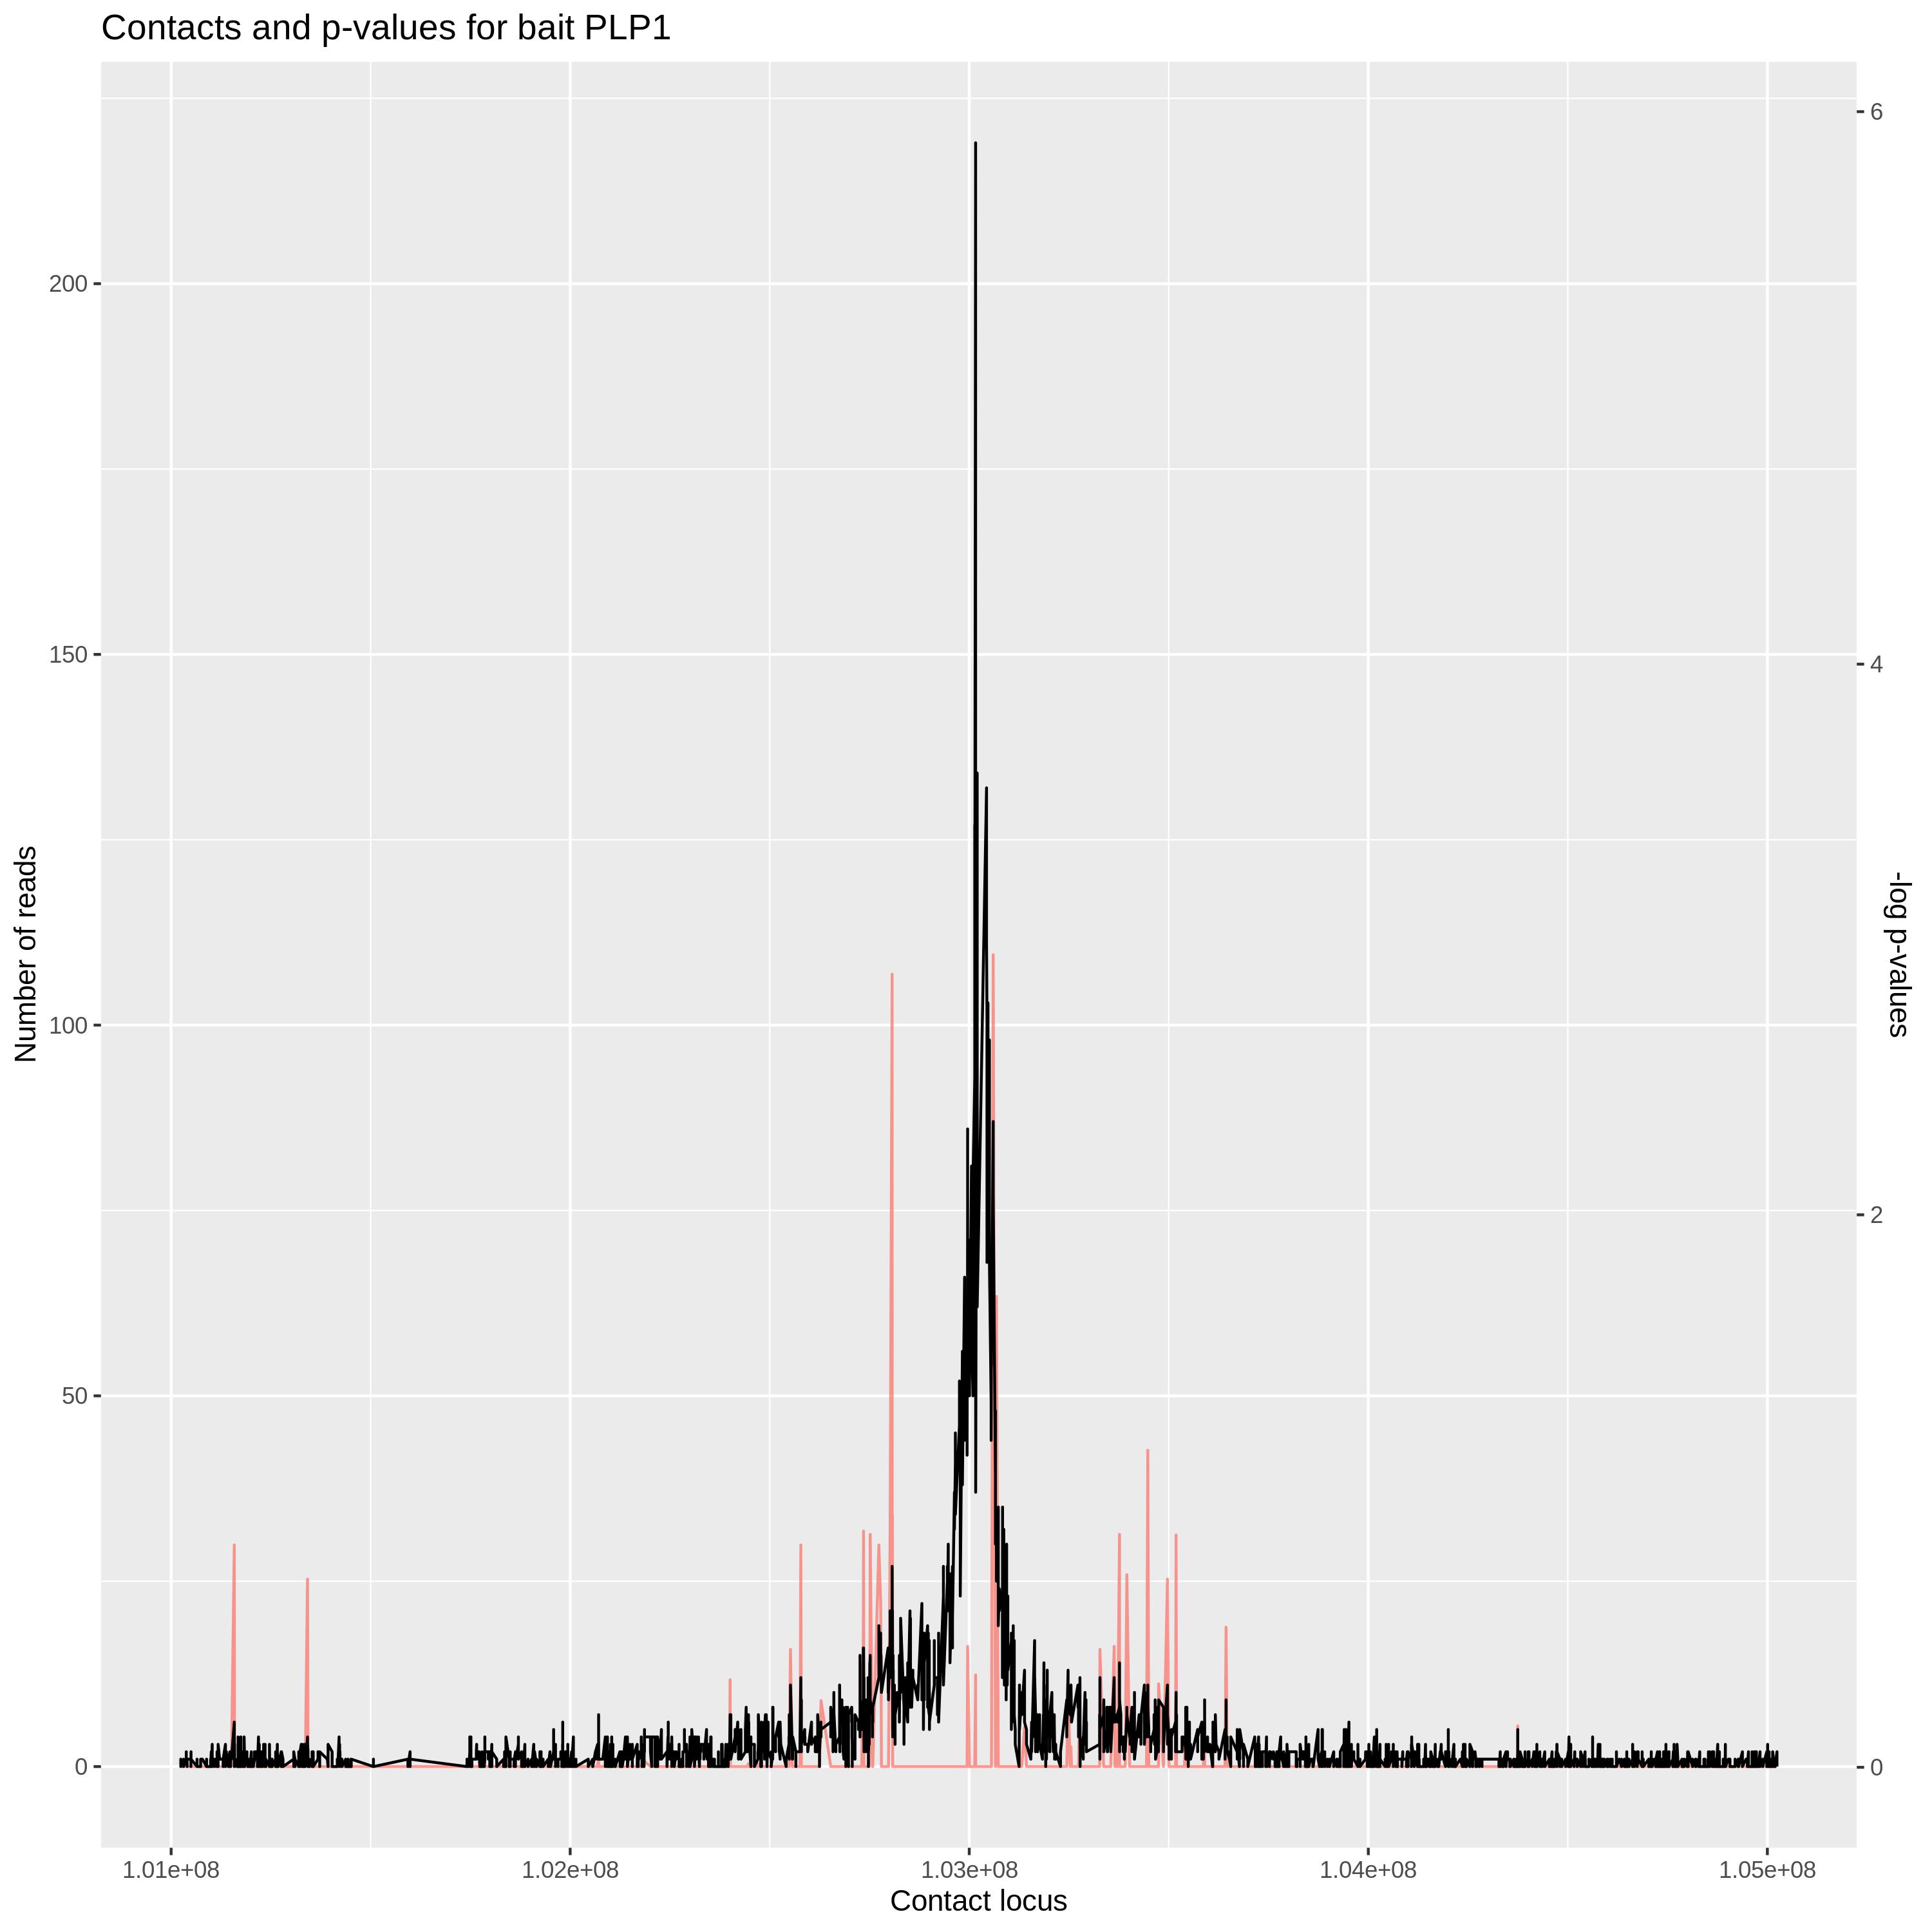 Contacts and p-values for bait PLP1
6
200
150
4
Number of reads
-log p-values
100
2
50
0
0
1.01e+08 1.02e+08 1.03e+08 1.04e+08 1.05e+08
Contact locus